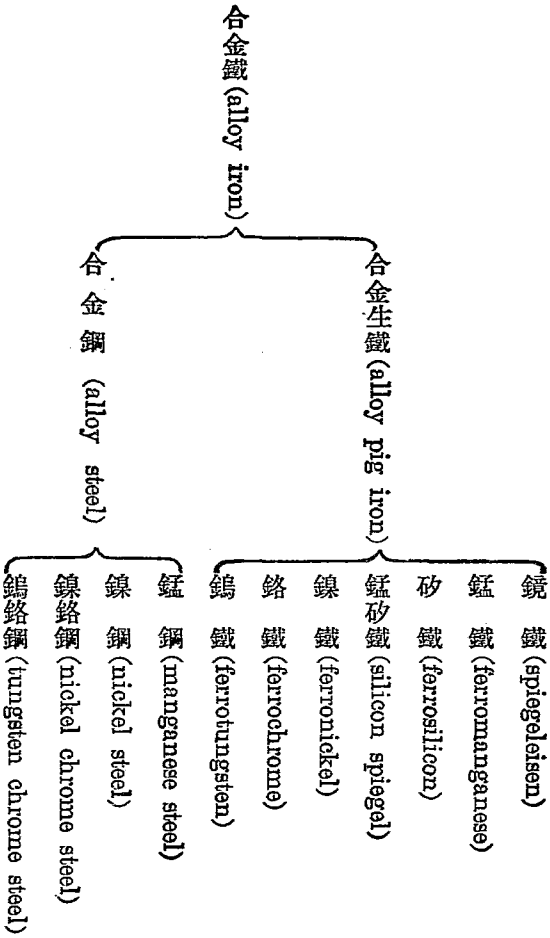 合金鐵 (alloy iron)
合金生鐵 (alloy pig iron)
鏡 鐵 (spiegeleisen)
錳 鐵 (ferromanganese)
矽 鐵 (ferrosilicon)
錳矽鐵 (silicon spiegel)
鎳 鐵 (ferronickel)
鉻 鐵 (ferrochrome)
鎢 鐵 (ferrotungsten)
合金鋼 (alloy steel)
錳 鋼 (manganese steel)
鎳 鋼 (nickel steel)
鎳鉻鋼 (nickel chrome steel)
鎢鉻鋼 (tungsten chrome steel)